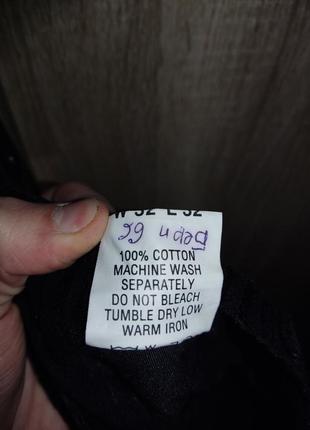 W 32 L 32
100% COTTON
MACHINE WASH
SEPARATELY
DO NOT BLEACH
TUMBLE DRY LOW
WARM IRON